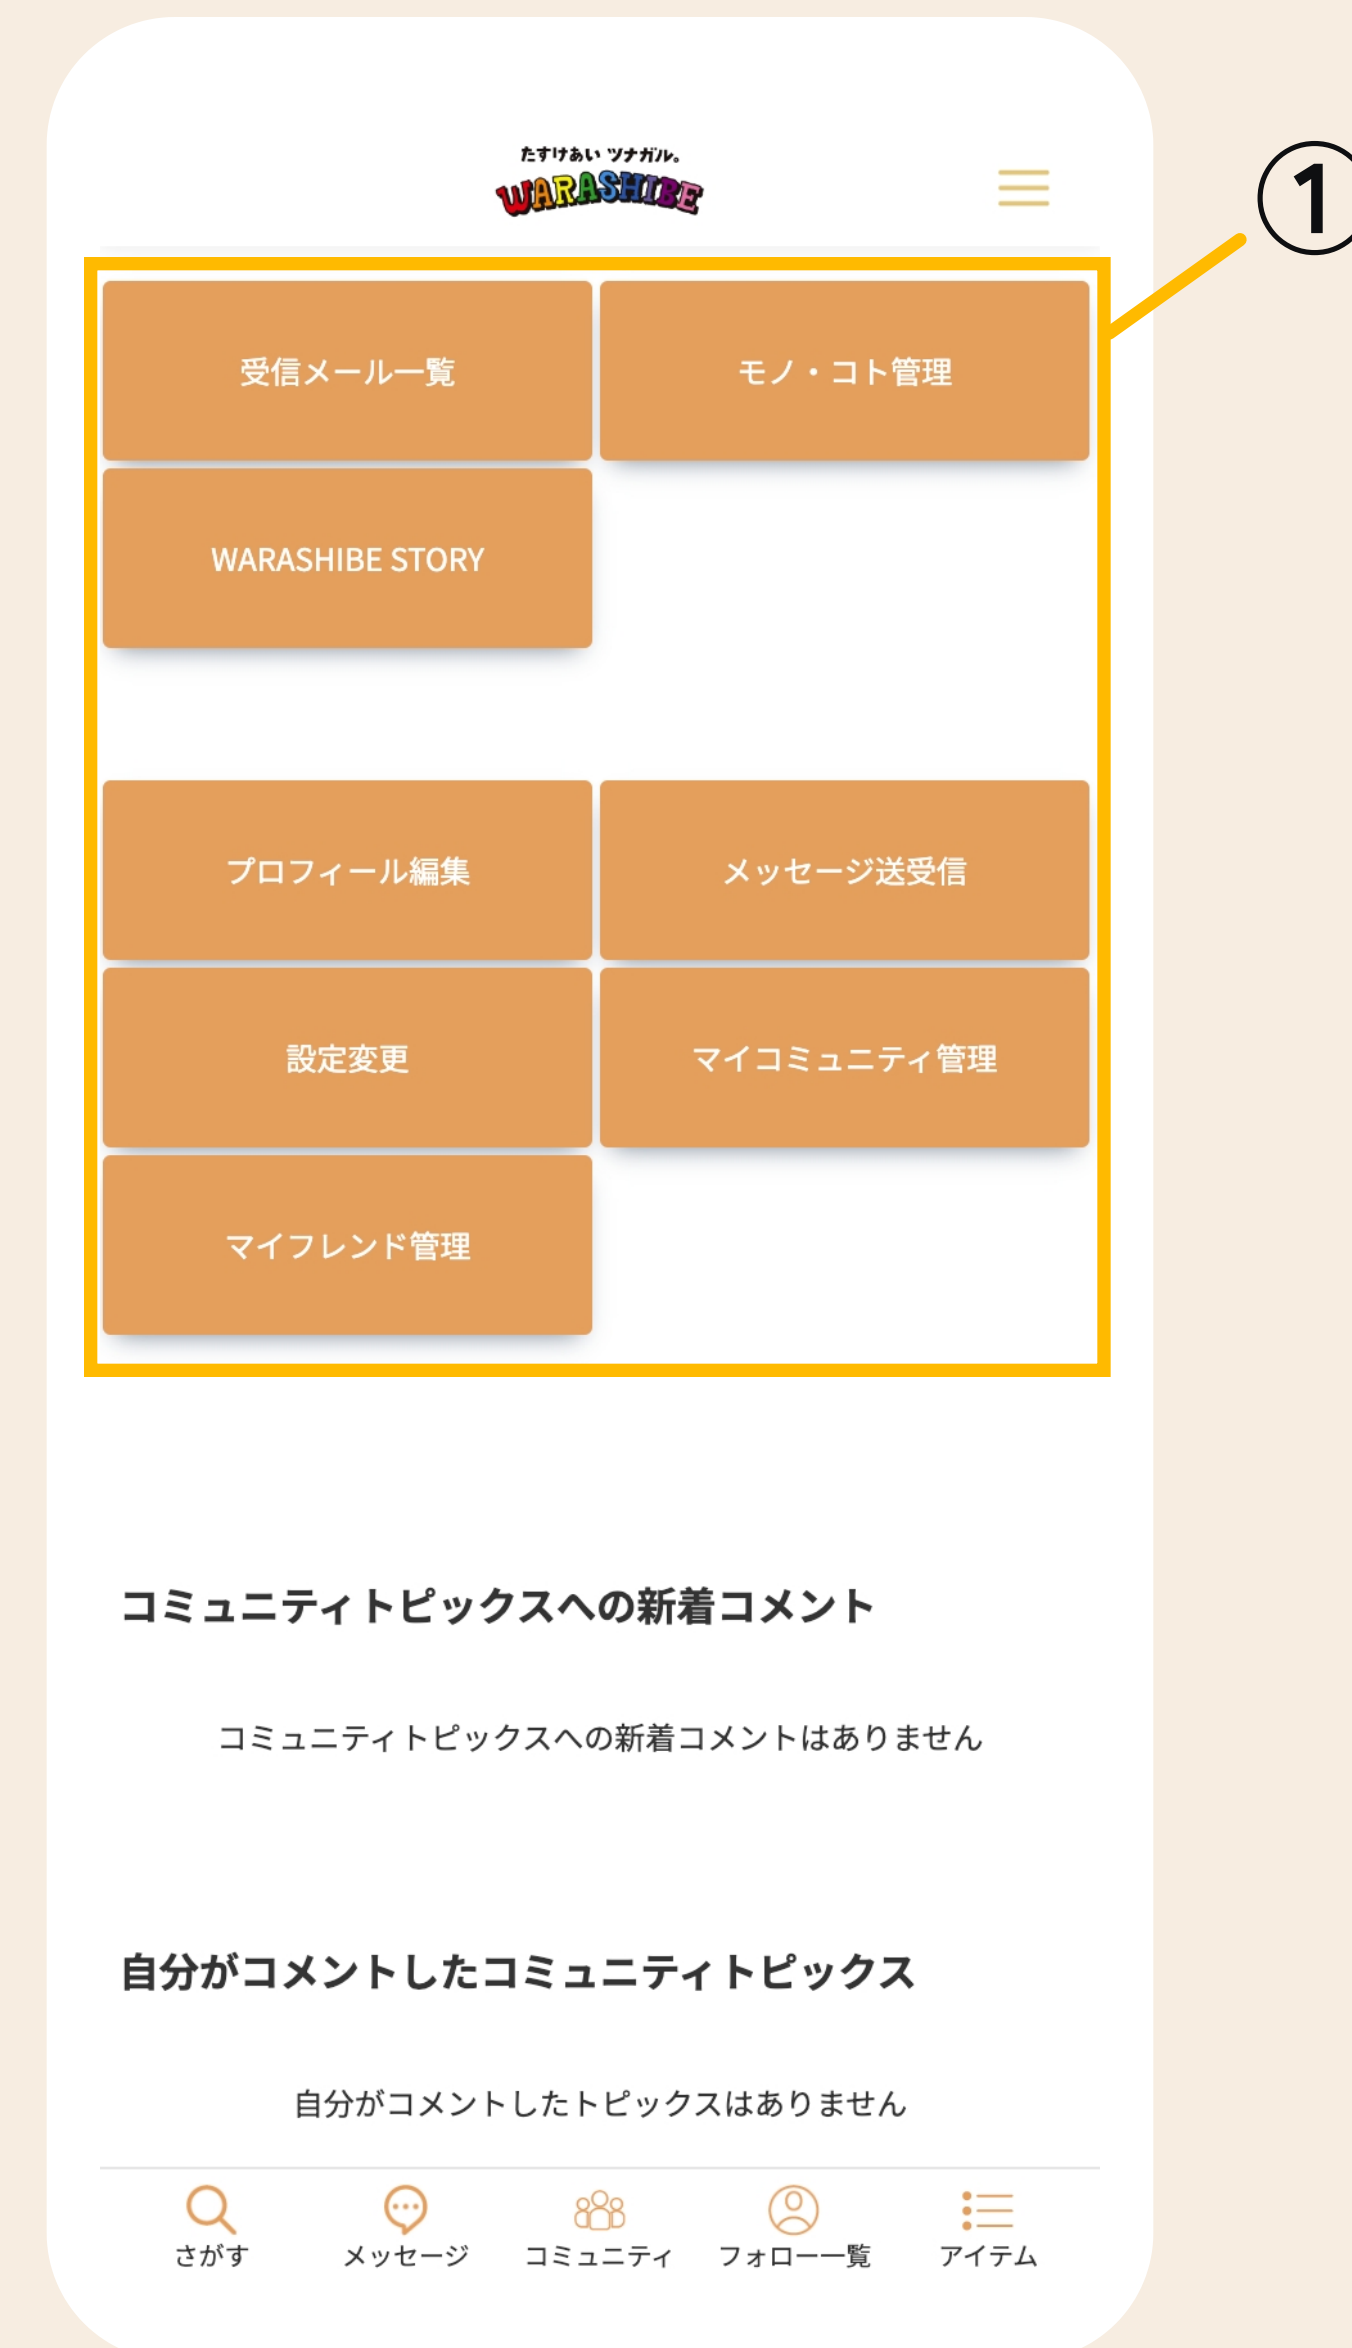 たすけあい ツナガル。
WARASHIBE
①
受信メール一覧
モノ・コト管理
WARASHIBE STORY
プロフィール編集
メッセージ送受信
設定変更
マイコミュニティ管理
マイフレンド管理
コミュニティトピックスへの新着コメント
コミュニティトピックスへの新着コメントはありません
自分がコメントしたコミュニティトピックス
自分がコメントしたトピックスはありません
さがす
メッセージ
コミュニティ
フォロー一覧
アイテム